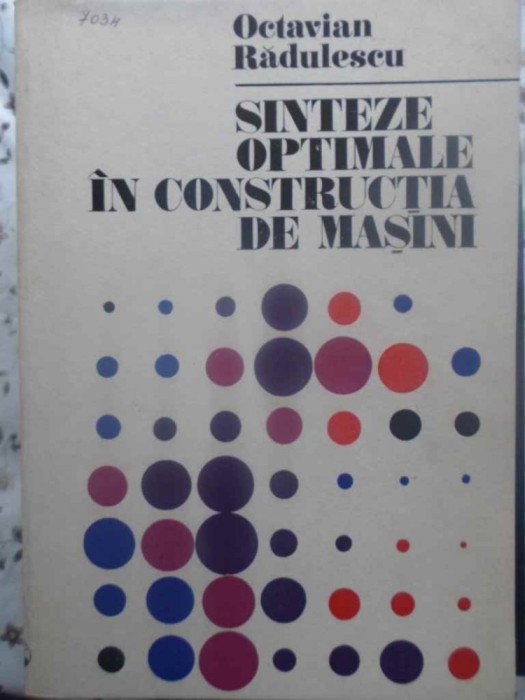 7034
Octavian
Rădulescu
SINTEZE
OPTIMALE
ÎN CONSTRUCȚIA
DE MAȘINI